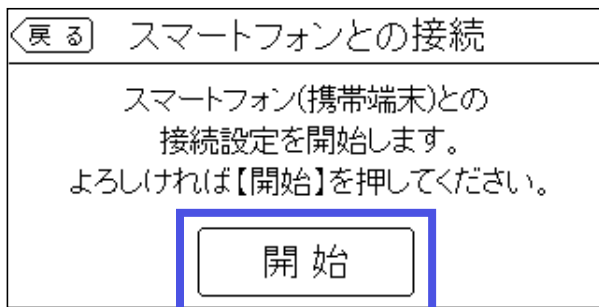 戻る スマートフォンとの接続
スマートフォン(携帯端末)との
接続設定を開始します。
よろしければ【開始】を押してください。
開始